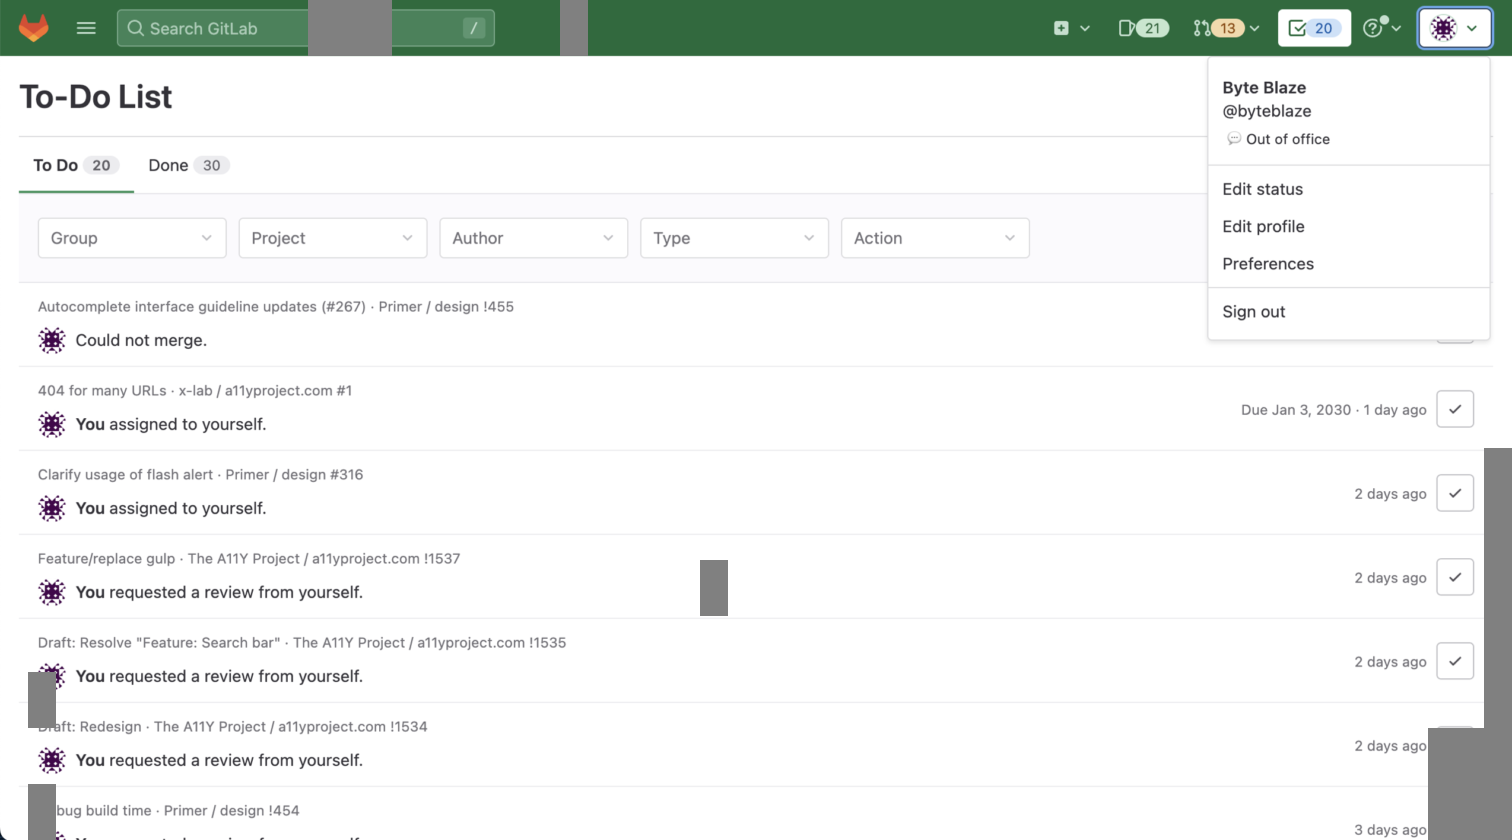 Search GitLab /
21
13
20
To-Do List
Byte Blaze
@byteblaze
Out of office
Edit status
Edit profile
Preferences
Sign out
To Do 20
Done 30
Group
Project
Author
Type
Action
Autocomplete interface guideline updates (#267) · Primer / design !455
Could not merge.
404 for many URLs · x-lab / a11yproject.com #1
You assigned to yourself.
Due Jan 3, 2030 · 1 day ago
Clarify usage of flash alert · Primer / design #316
You assigned to yourself.
2 days ago
Feature/replace gulp · The A11Y Project / a11yproject.com !1537
You requested a review from yourself.
2 days ago
Draft: Resolve "Feature: Search bar" · The A11Y Project / a11yproject.com !1535
You requested a review from yourself.
2 days ago
Draft: Redesign · The A11Y Project / a11yproject.com !1534
You requested a review from yourself.
2 days ago
build time · Primer / design !454
3 days ago